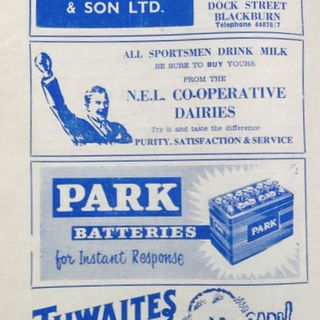 & SON LTD.
DOCK STREET
BLACKBURN
Telephone 44076/7
ALL SPORTSMEN DRINK MILK
BE SURE TO BUY YOURS
FROM THE
N.E.L. CO-OPERATIVE
DAIRIES
Try it and taste the difference
PURITY, SATISFACTION & SERVICE
PARK
BATTERIES
for Instant Response
PARK
THWAITES